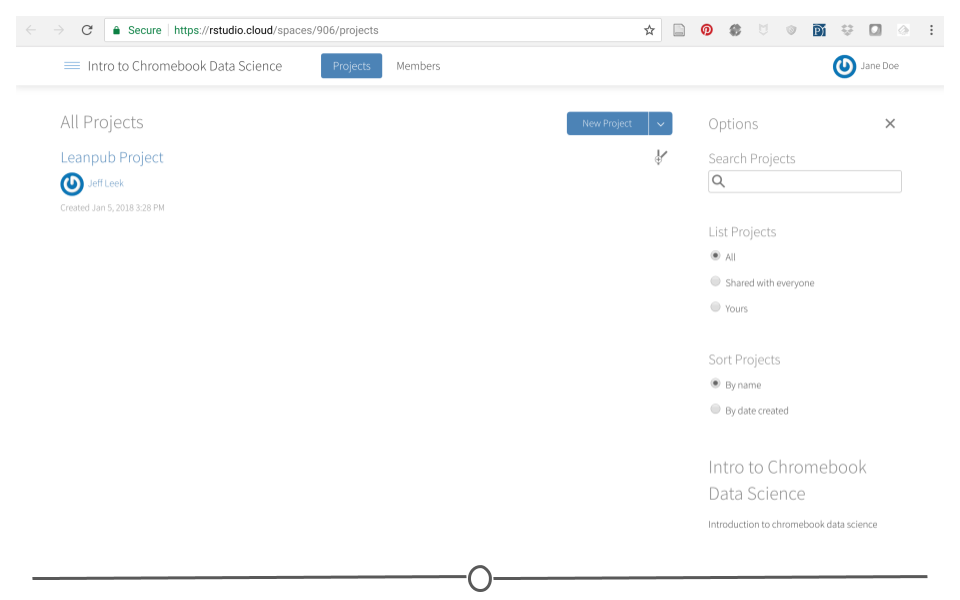 Secure https://rstudio.cloud/spaces/906/projects
Intro to Chromebook Data Science Projects Members Jane Doe
All Projects New Project
Leanpub Project
Jeff Leek
Created Jan 5, 2018 3:28 PM
Options
Search Projects
List Projects
All
Shared with everyone
Yours
Sort Projects
By name
By date created
Intro to Chromebook
Data Science
Introduction to chromebook data science